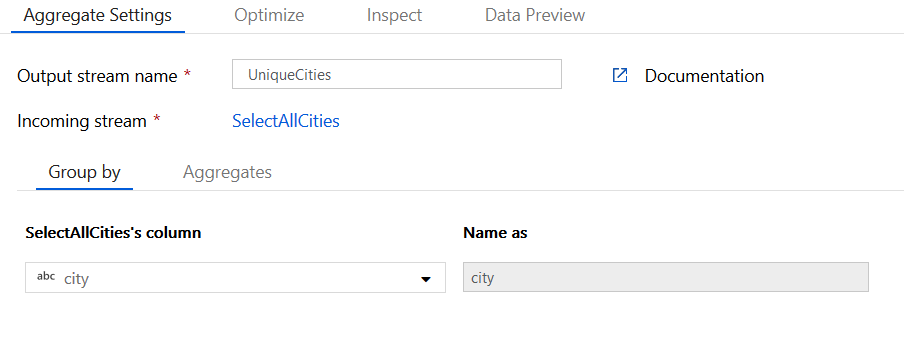 Aggregate Settings Optimize Inspect Data Preview
Output stream name * UniqueCities Documentation
Incoming stream * SelectAllCities
Group by Aggregates
SelectAllCities's column Name as
abc city city